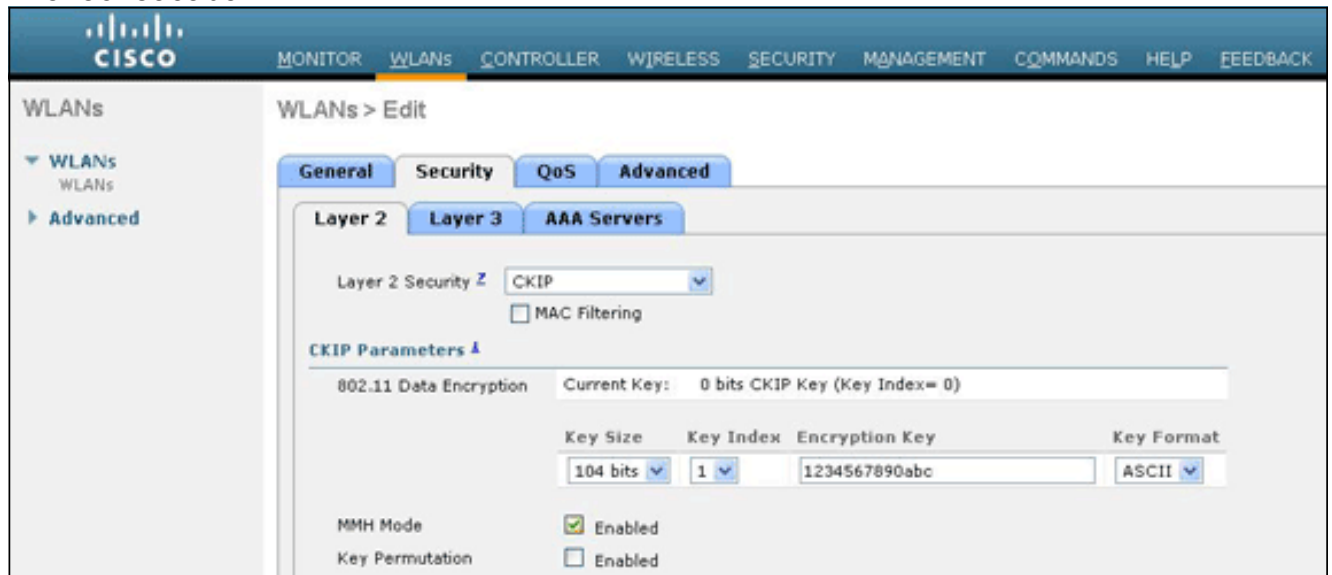 CISCO
MONITOR WLANs CONTROLLER WIRELESS SECURITY MANAGEMENT COMMANDS HELP FEEDBACK
WLANs
WLANs
WLANs
Advanced
WLANs > Edit
General Security QoS Advanced
Layer 2 Layer 3 AAA Servers
Layer 2 Security 2 CKIP
MAC Filtering
CKIP Parameters 1
802.11 Data Encryption Current Key: 0 bits CKIP Key (Key Index= 0)
Key Size Key Index Encryption Key Key Format
104 bits 1 1234567890abc ASCII
MMH Mode Enabled
Key Permutation Enabled